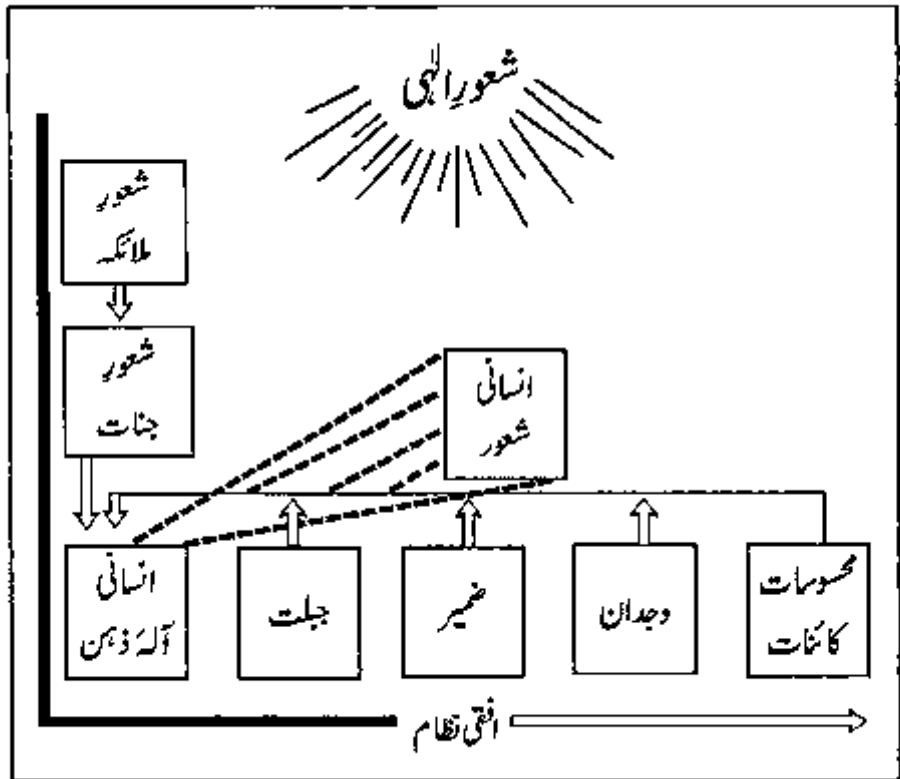 شعورِ الٰہی
شعورِ
ملائکہ
شعورِ
جنات
انسانی
شعور
انسانی
آلۂ ذہن
جبلت
ضمیر
وجدان
محسوسات
کائنات
افقی نظام